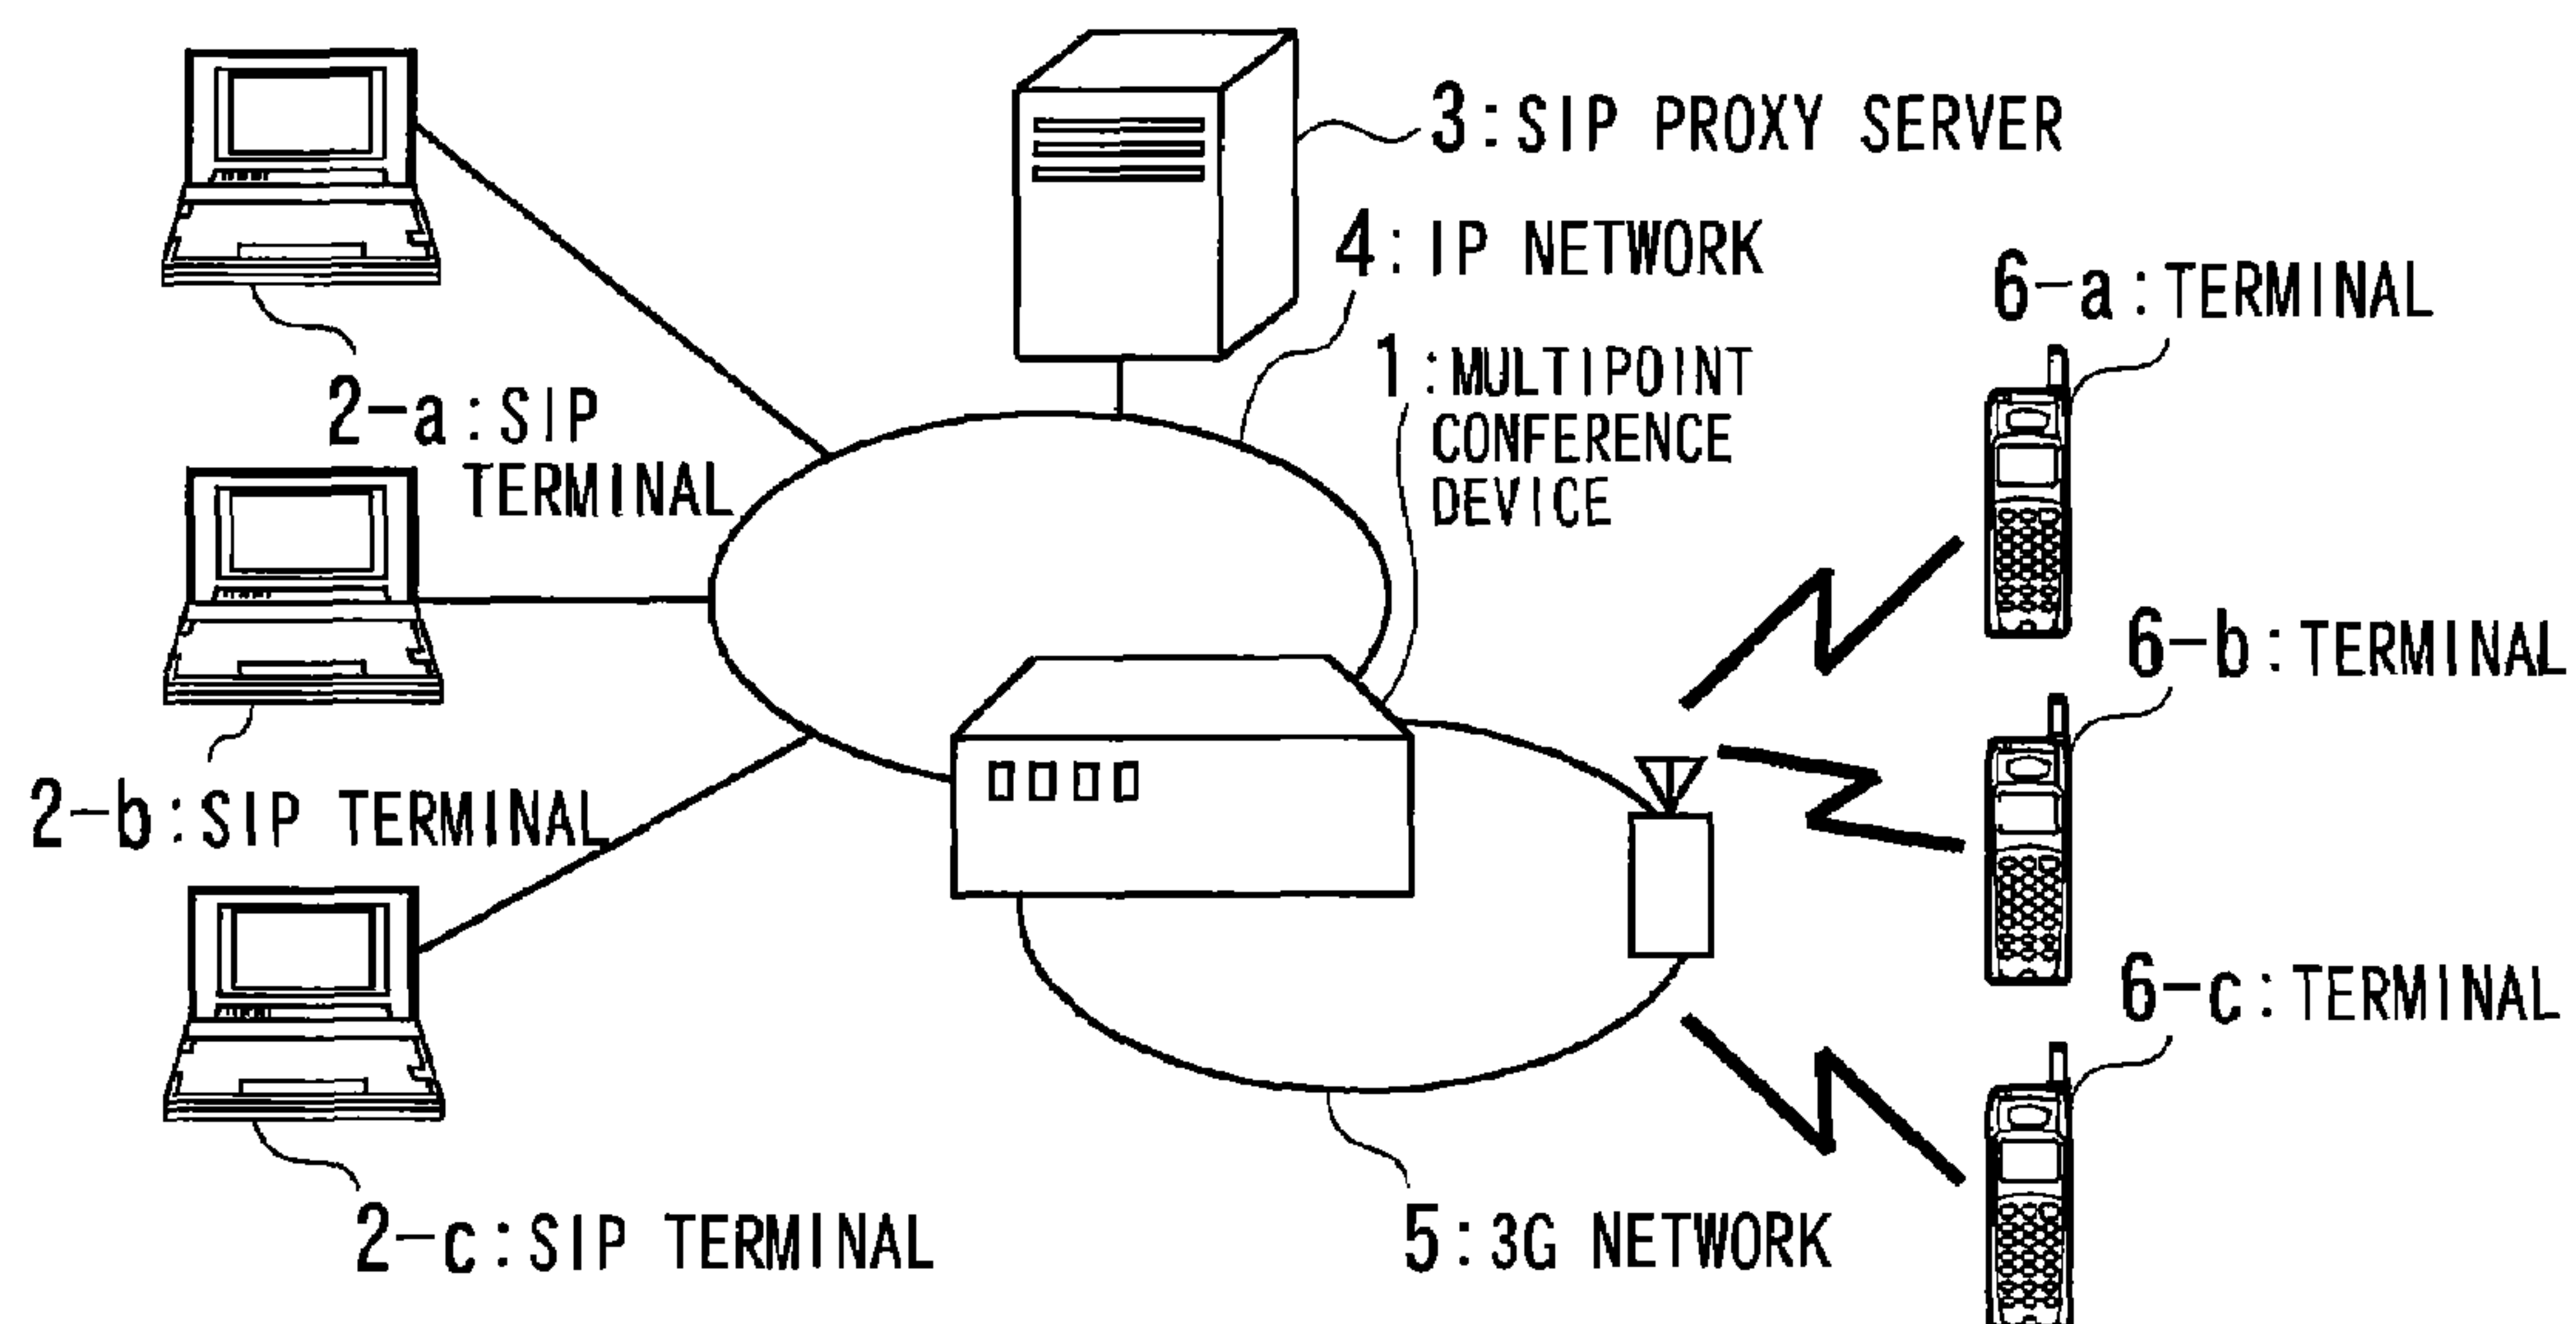 3:SIP PROXY SERVER
4:IP NETWORK
6-a:TERMINAL
1:MULTIPOINT
CONFERENCE
DEVICE
2-a:SIP
TERMINAL
6-b:TERMINAL
2-b:SIP TERMINAL
6-c:TERMINAL
2-c:SIP TERMINAL
5:3G NETWORK